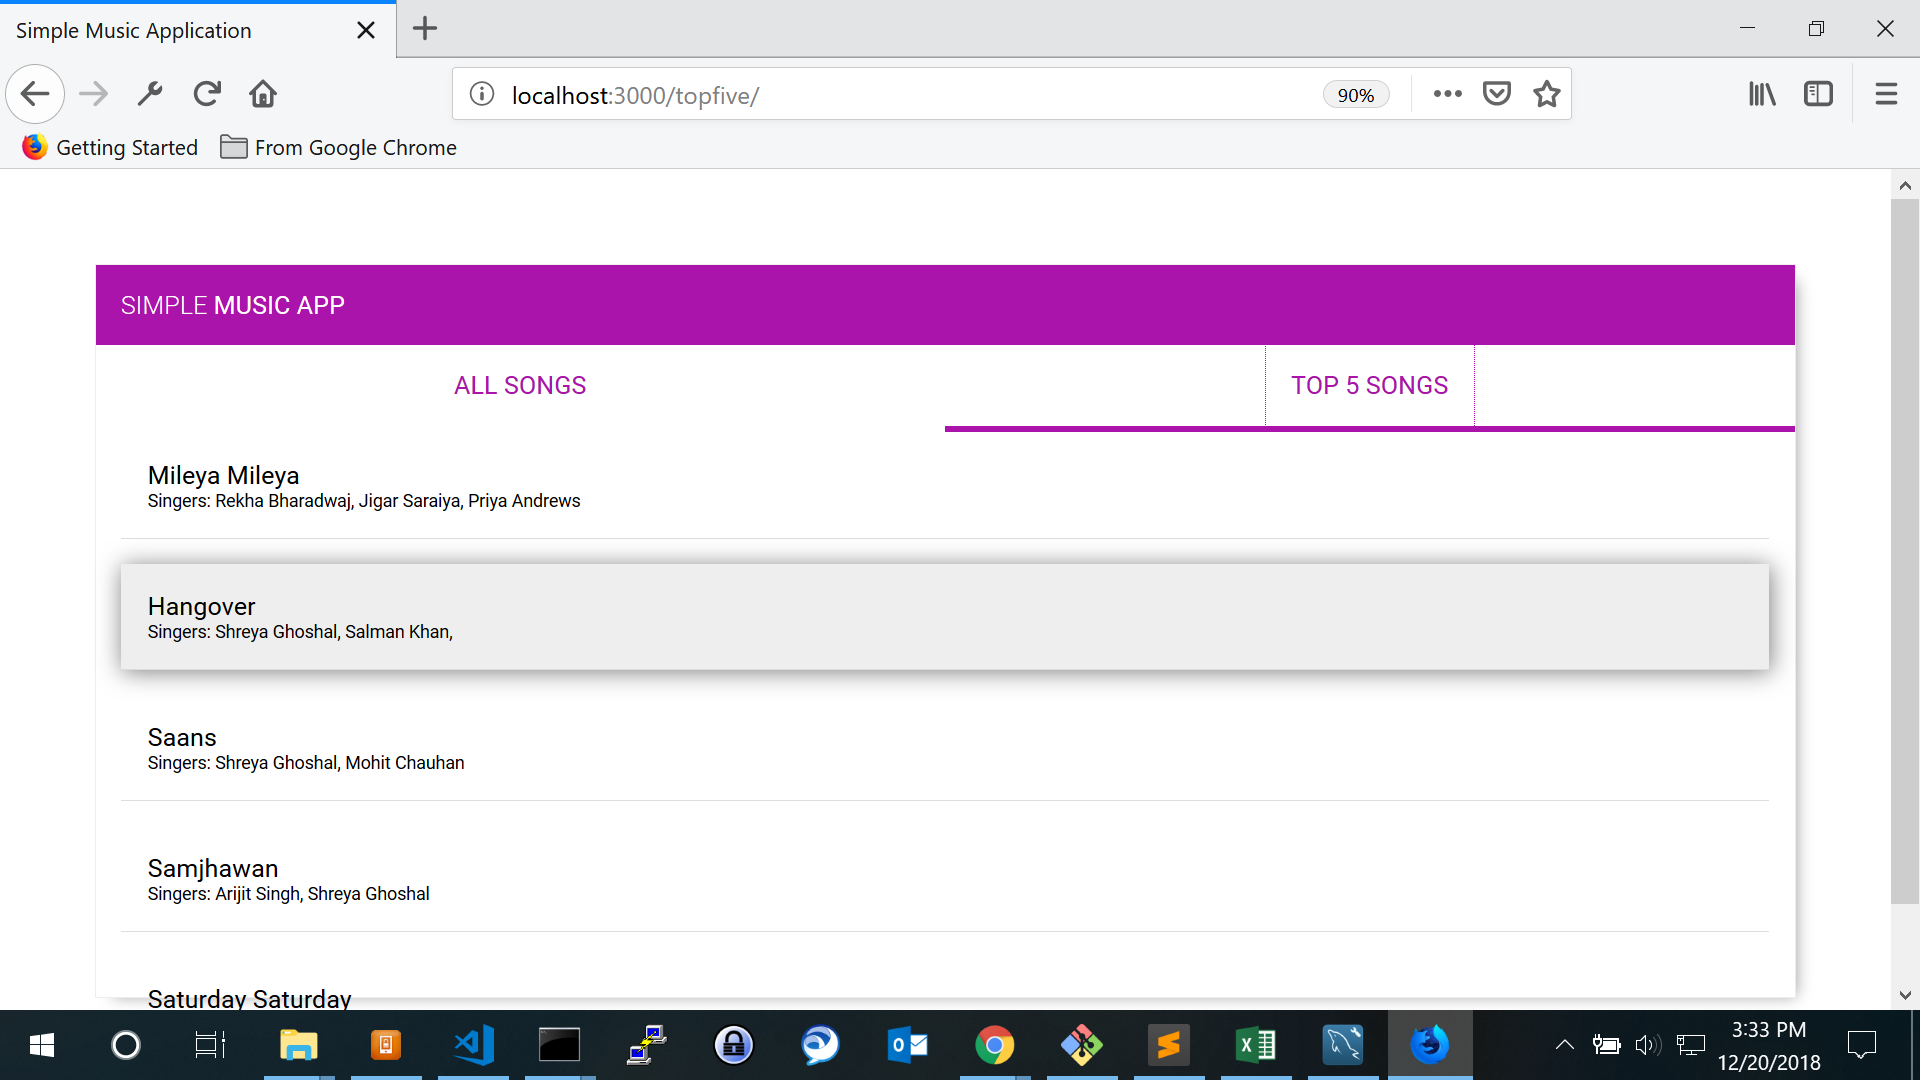 Simple Music Application
localhost:3000/topfive/
90%
Getting Started
From Google Chrome
SIMPLE MUSIC APP
ALL SONGS
TOP 5 SONGS
Mileya Mileya
Singers: Rekha Bharadwaj, Jigar Saraiya, Priya Andrews
Hangover
Singers: Shreya Ghoshal, Salman Khan,
Saans
Singers: Shreya Ghoshal, Mohit Chauhan
Samjhawan
Singers: Arijit Singh, Shreya Ghoshal
Saturday Saturday
3:33 PM
12/20/2018